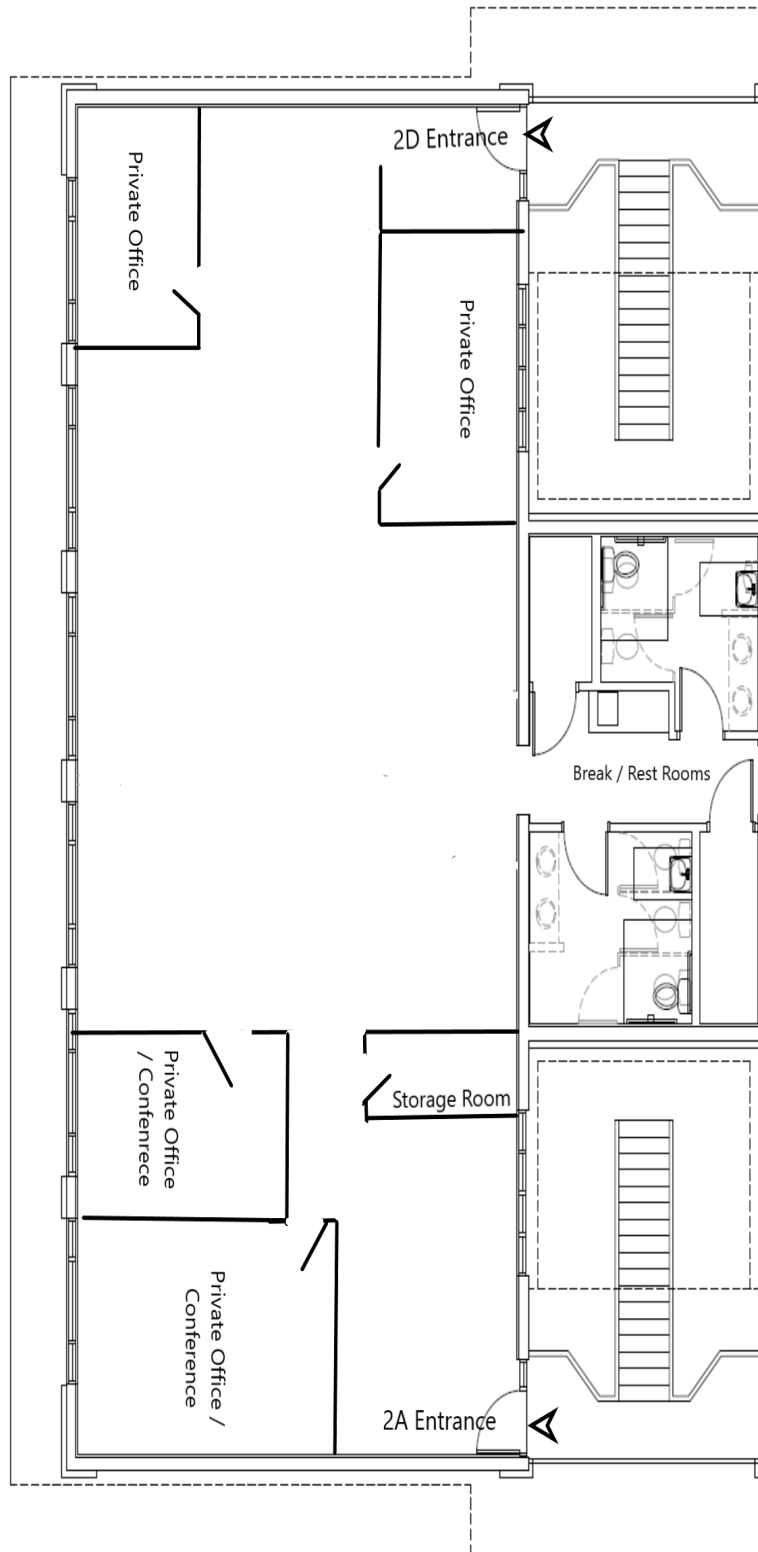 2D Entrance
Private Office
Private Office
Break / Rest Rooms
Private Office
/ Confenrece
Storage Room
Private Office /
Conference
2A Entrance